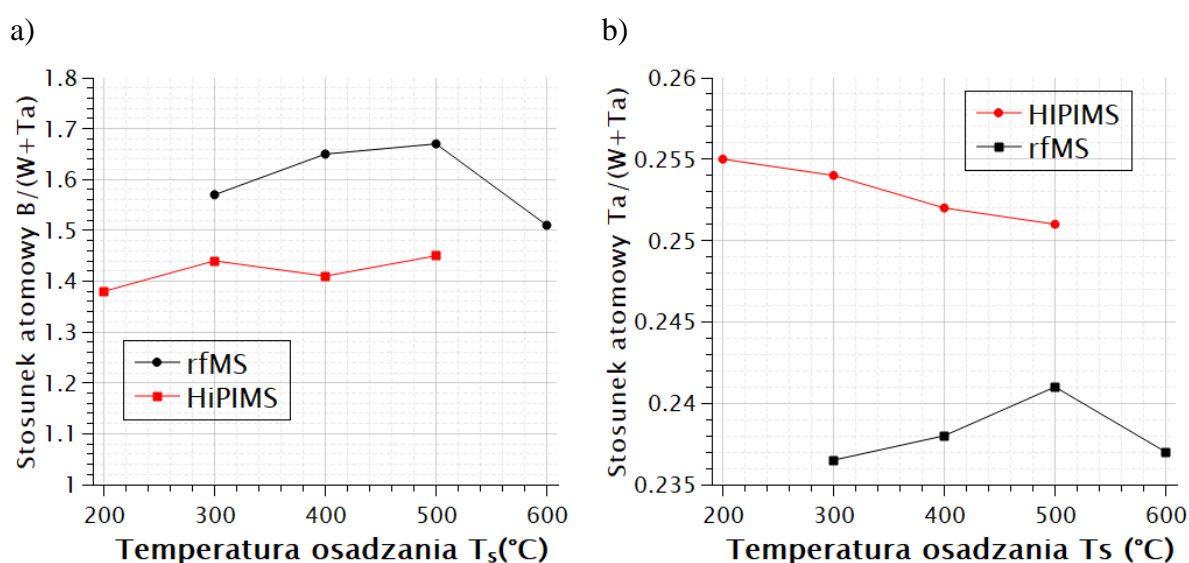 a)
Stosunek atomowy B/(W+Ta)
1.8
1.7
1.6
1.5
1.4
1.3
1.2
1.1
1
rfMS
HiPIMS
200 300 400 500 600
Temperatura osadzania Ts(°C)
b)
Stosunek atomowy Ta/(W+Ta)
0.26
0.255
0.25
0.245
0.24
0.235
HIPIMS
rfMS
200 300 400 500 600
Temperatura osadzania Ts (°C)